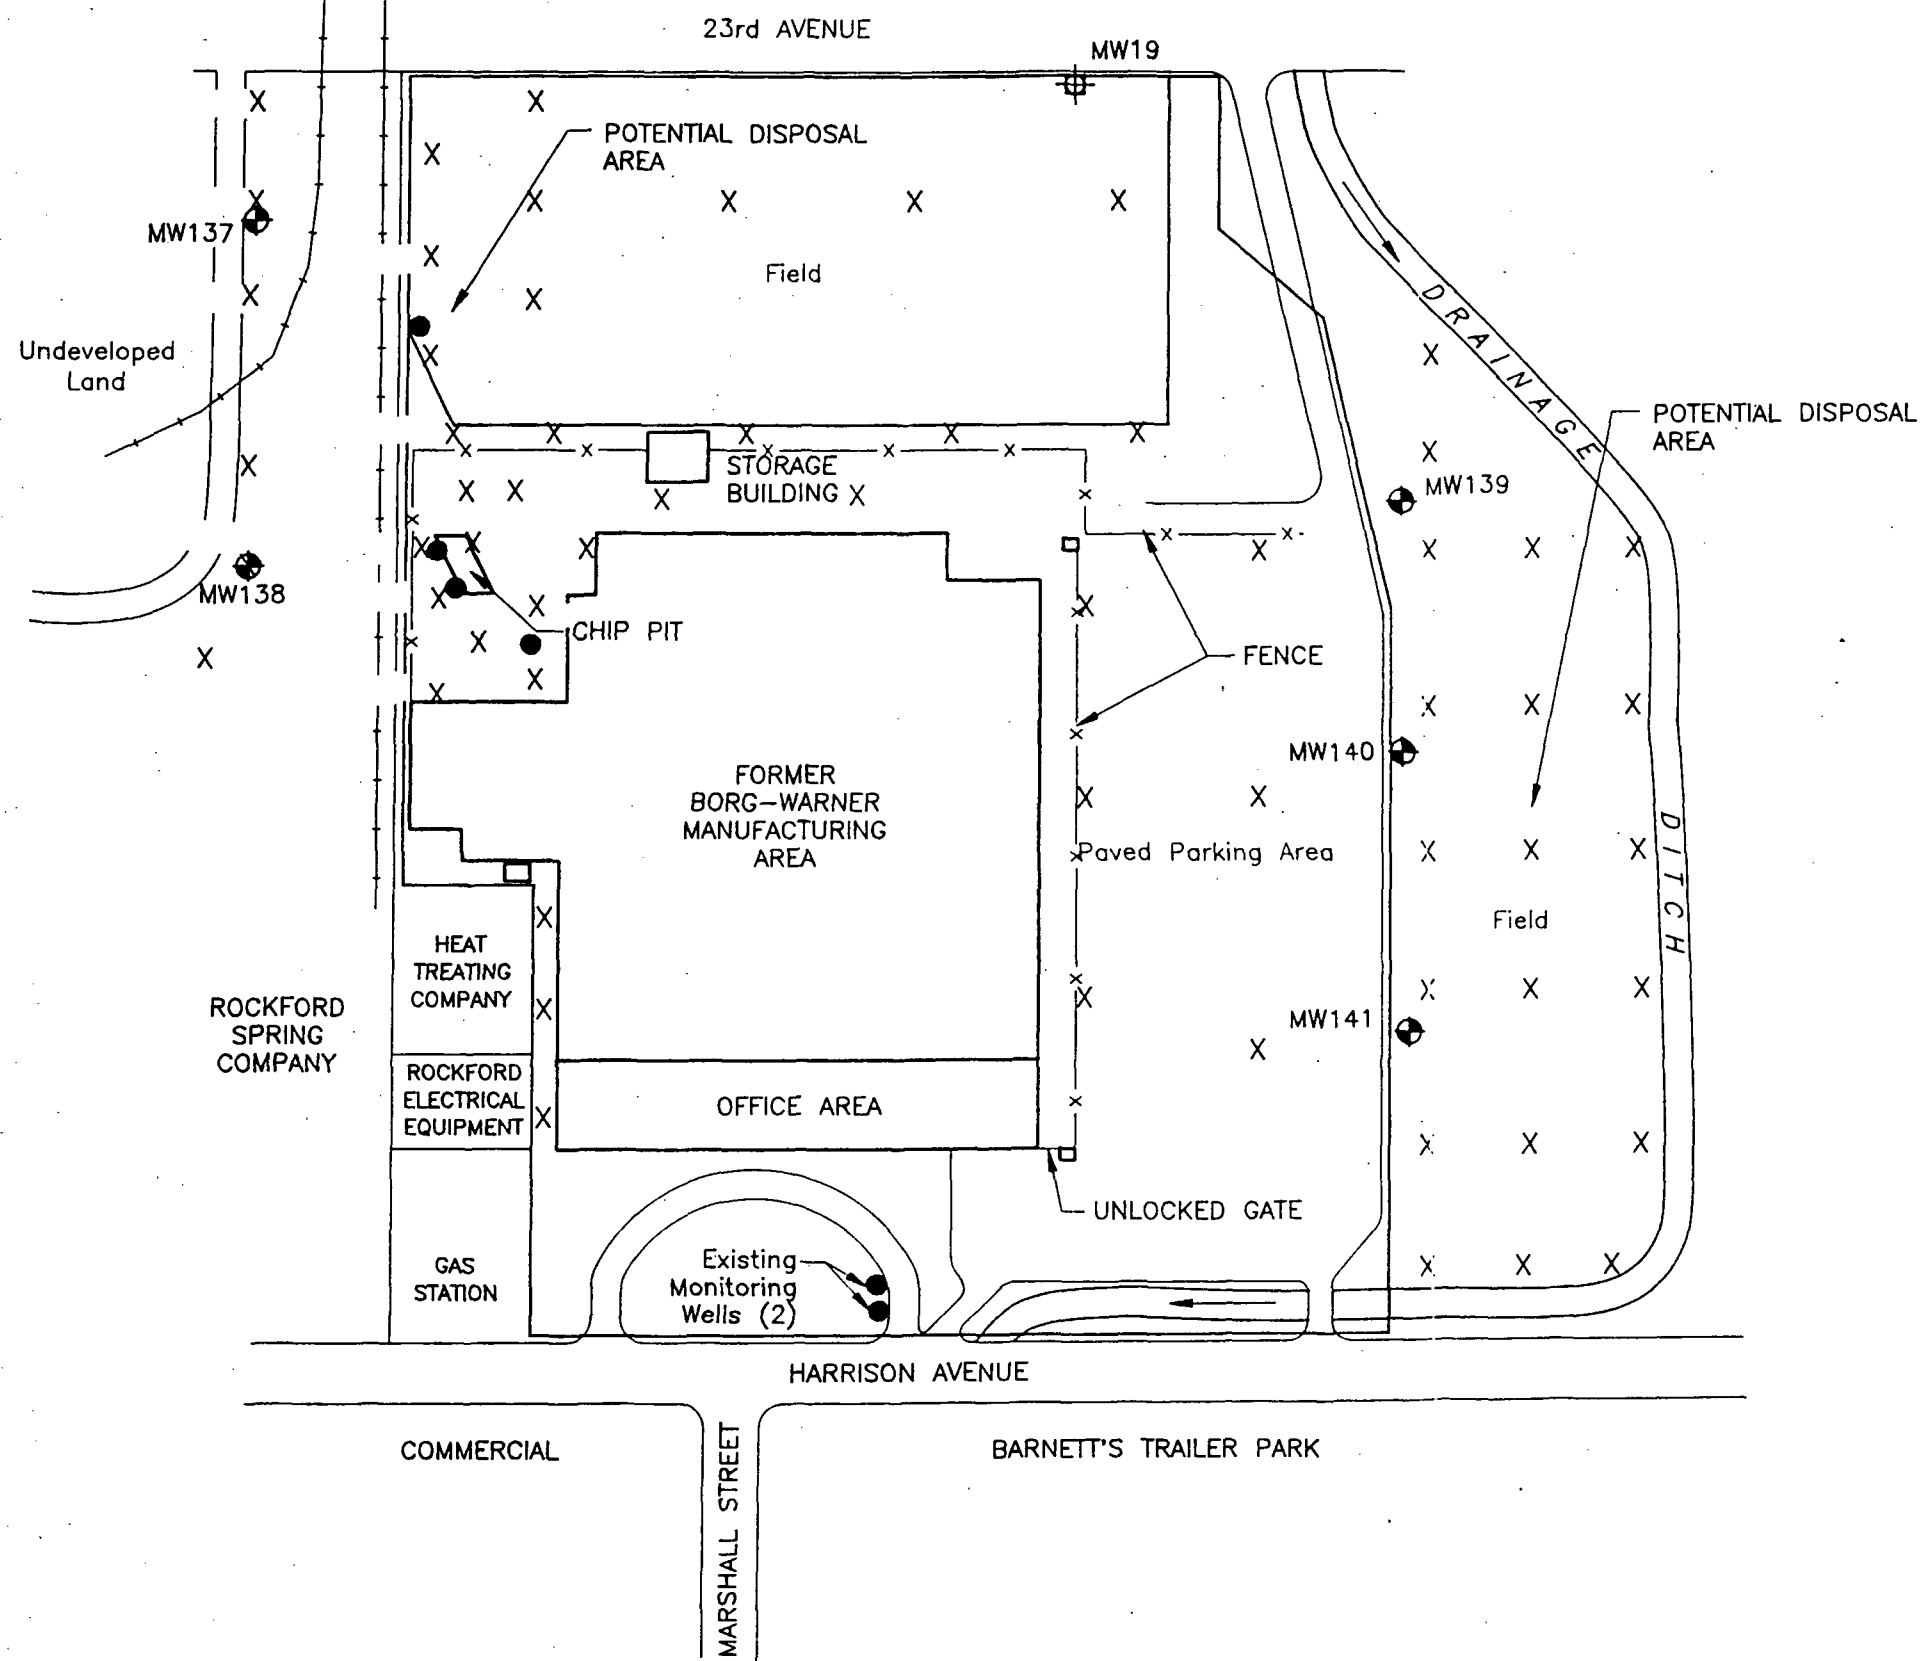 23rd AVENUE
MW19
POTENTIAL DISPOSAL
AREA
MW137
Field
Undeveloped
Land
DRAINAGE
POTENTIAL DISPOSAL
AREA
STORAGE
BUILDING
MW139
MW138
CHIP PIT
FENCE
MW140
FORMER
BORG-WARNER
MANUFACTURING
AREA
Paved Parking Area
DITCH
Field
HEAT
TREATING
COMPANY
ROCKFORD
SPRING
COMPANY
MW141
ROCKFORD
ELECTRICAL
EQUIPMENT
OFFICE AREA
UNLOCKED GATE
GAS
STATION
Existing
Monitoring
Wells (2)
HARRISON AVENUE
COMMERCIAL
MARSHALL STREET
BARNETT'S TRAILER PARK